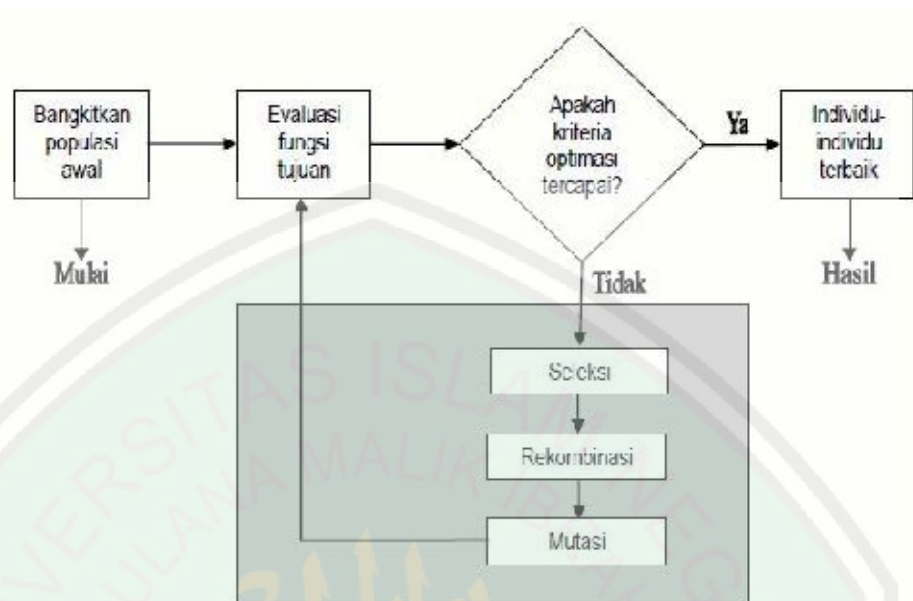 Bangkitkan
populasi
awal
Evaluasi
fungsi
tujuan
Apakah
kriteria
optimasi
tercapai?
Ya
Individu-
individu
terbaik
Mulai
Tidak
Hasil
Seleksi
Rekombinasi
Mutasi